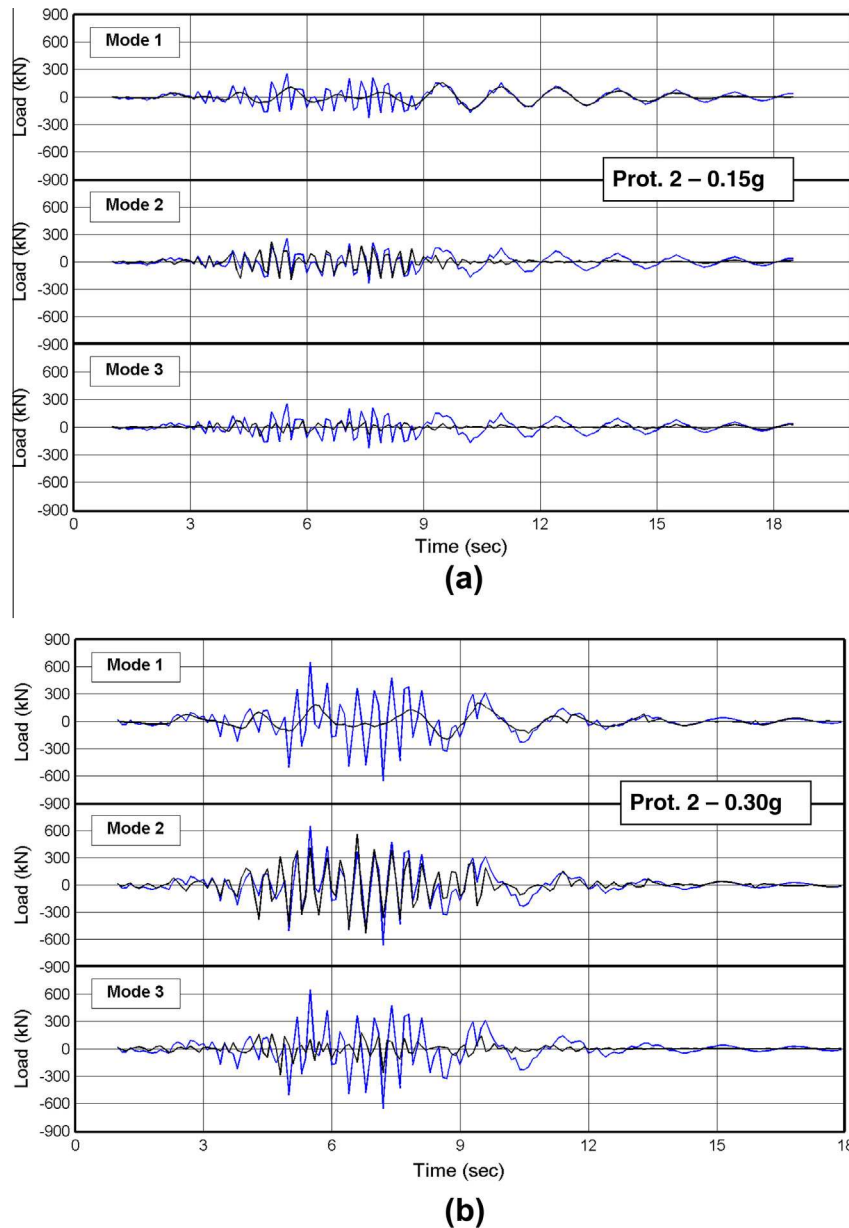 900
600
300
0
-300
-600
-900
600
300
0
-300
-600
-900
600
300
0
-300
-600
-900
Load (kN)
Load (kN)
Load (kN)
Mode 1
Prot. 2 – 0.15g
Mode 2
Mode 3
0 3 6 9 12 15 18
Time (sec)
(a)
900
600
300
0
-300
-600
-900
600
300
0
-300
-600
-900
600
300
0
-300
-600
-900
Load (kN)
Load (kN)
Load (kN)
Mode 1
Prot. 2 – 0.30g
Mode 2
Mode 3
0 3 6 9 12 15 18
Time (sec)
(b)